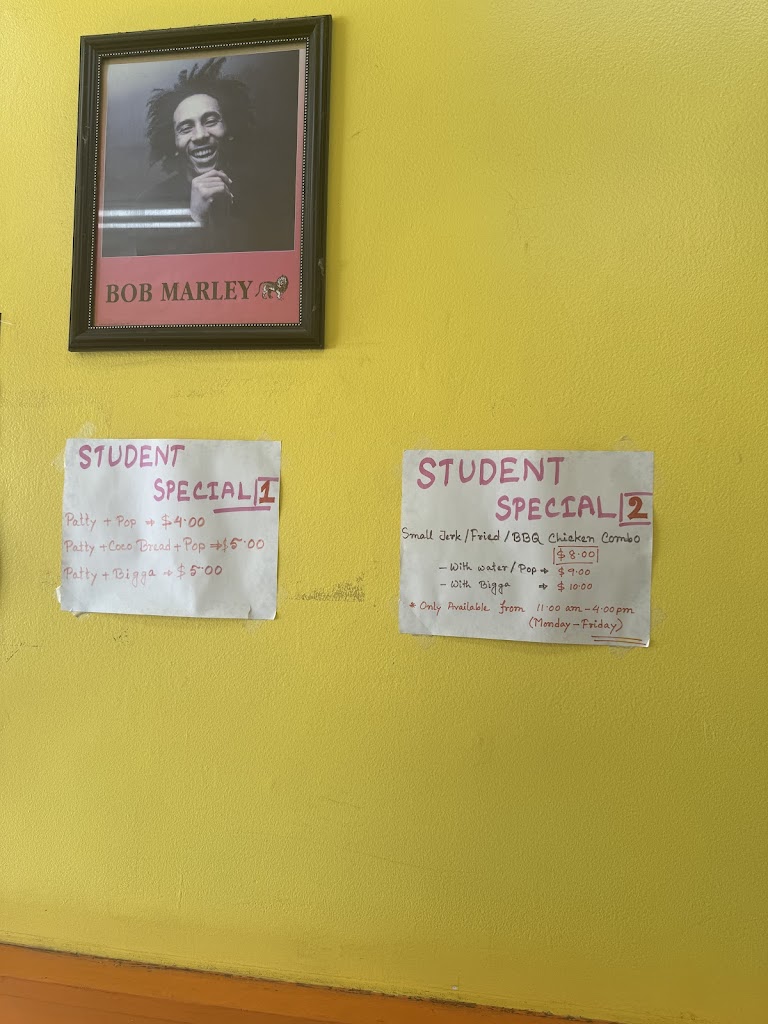 BOB MARLEY
STUDENT
SPECIAL 1
Patty + Pop → $4.00
Patty + Coco Bread + Pop → $5.00
Patty + Bigga → $5.00
STUDENT
SPECIAL 2
Small Jerk/Fried/BBQ Chicken Combo
$8.00
- With water/Pop → $9.00
- With Bigga → $10.00
* Only Available from 11:00 am - 4:00 pm
(Monday - Friday)